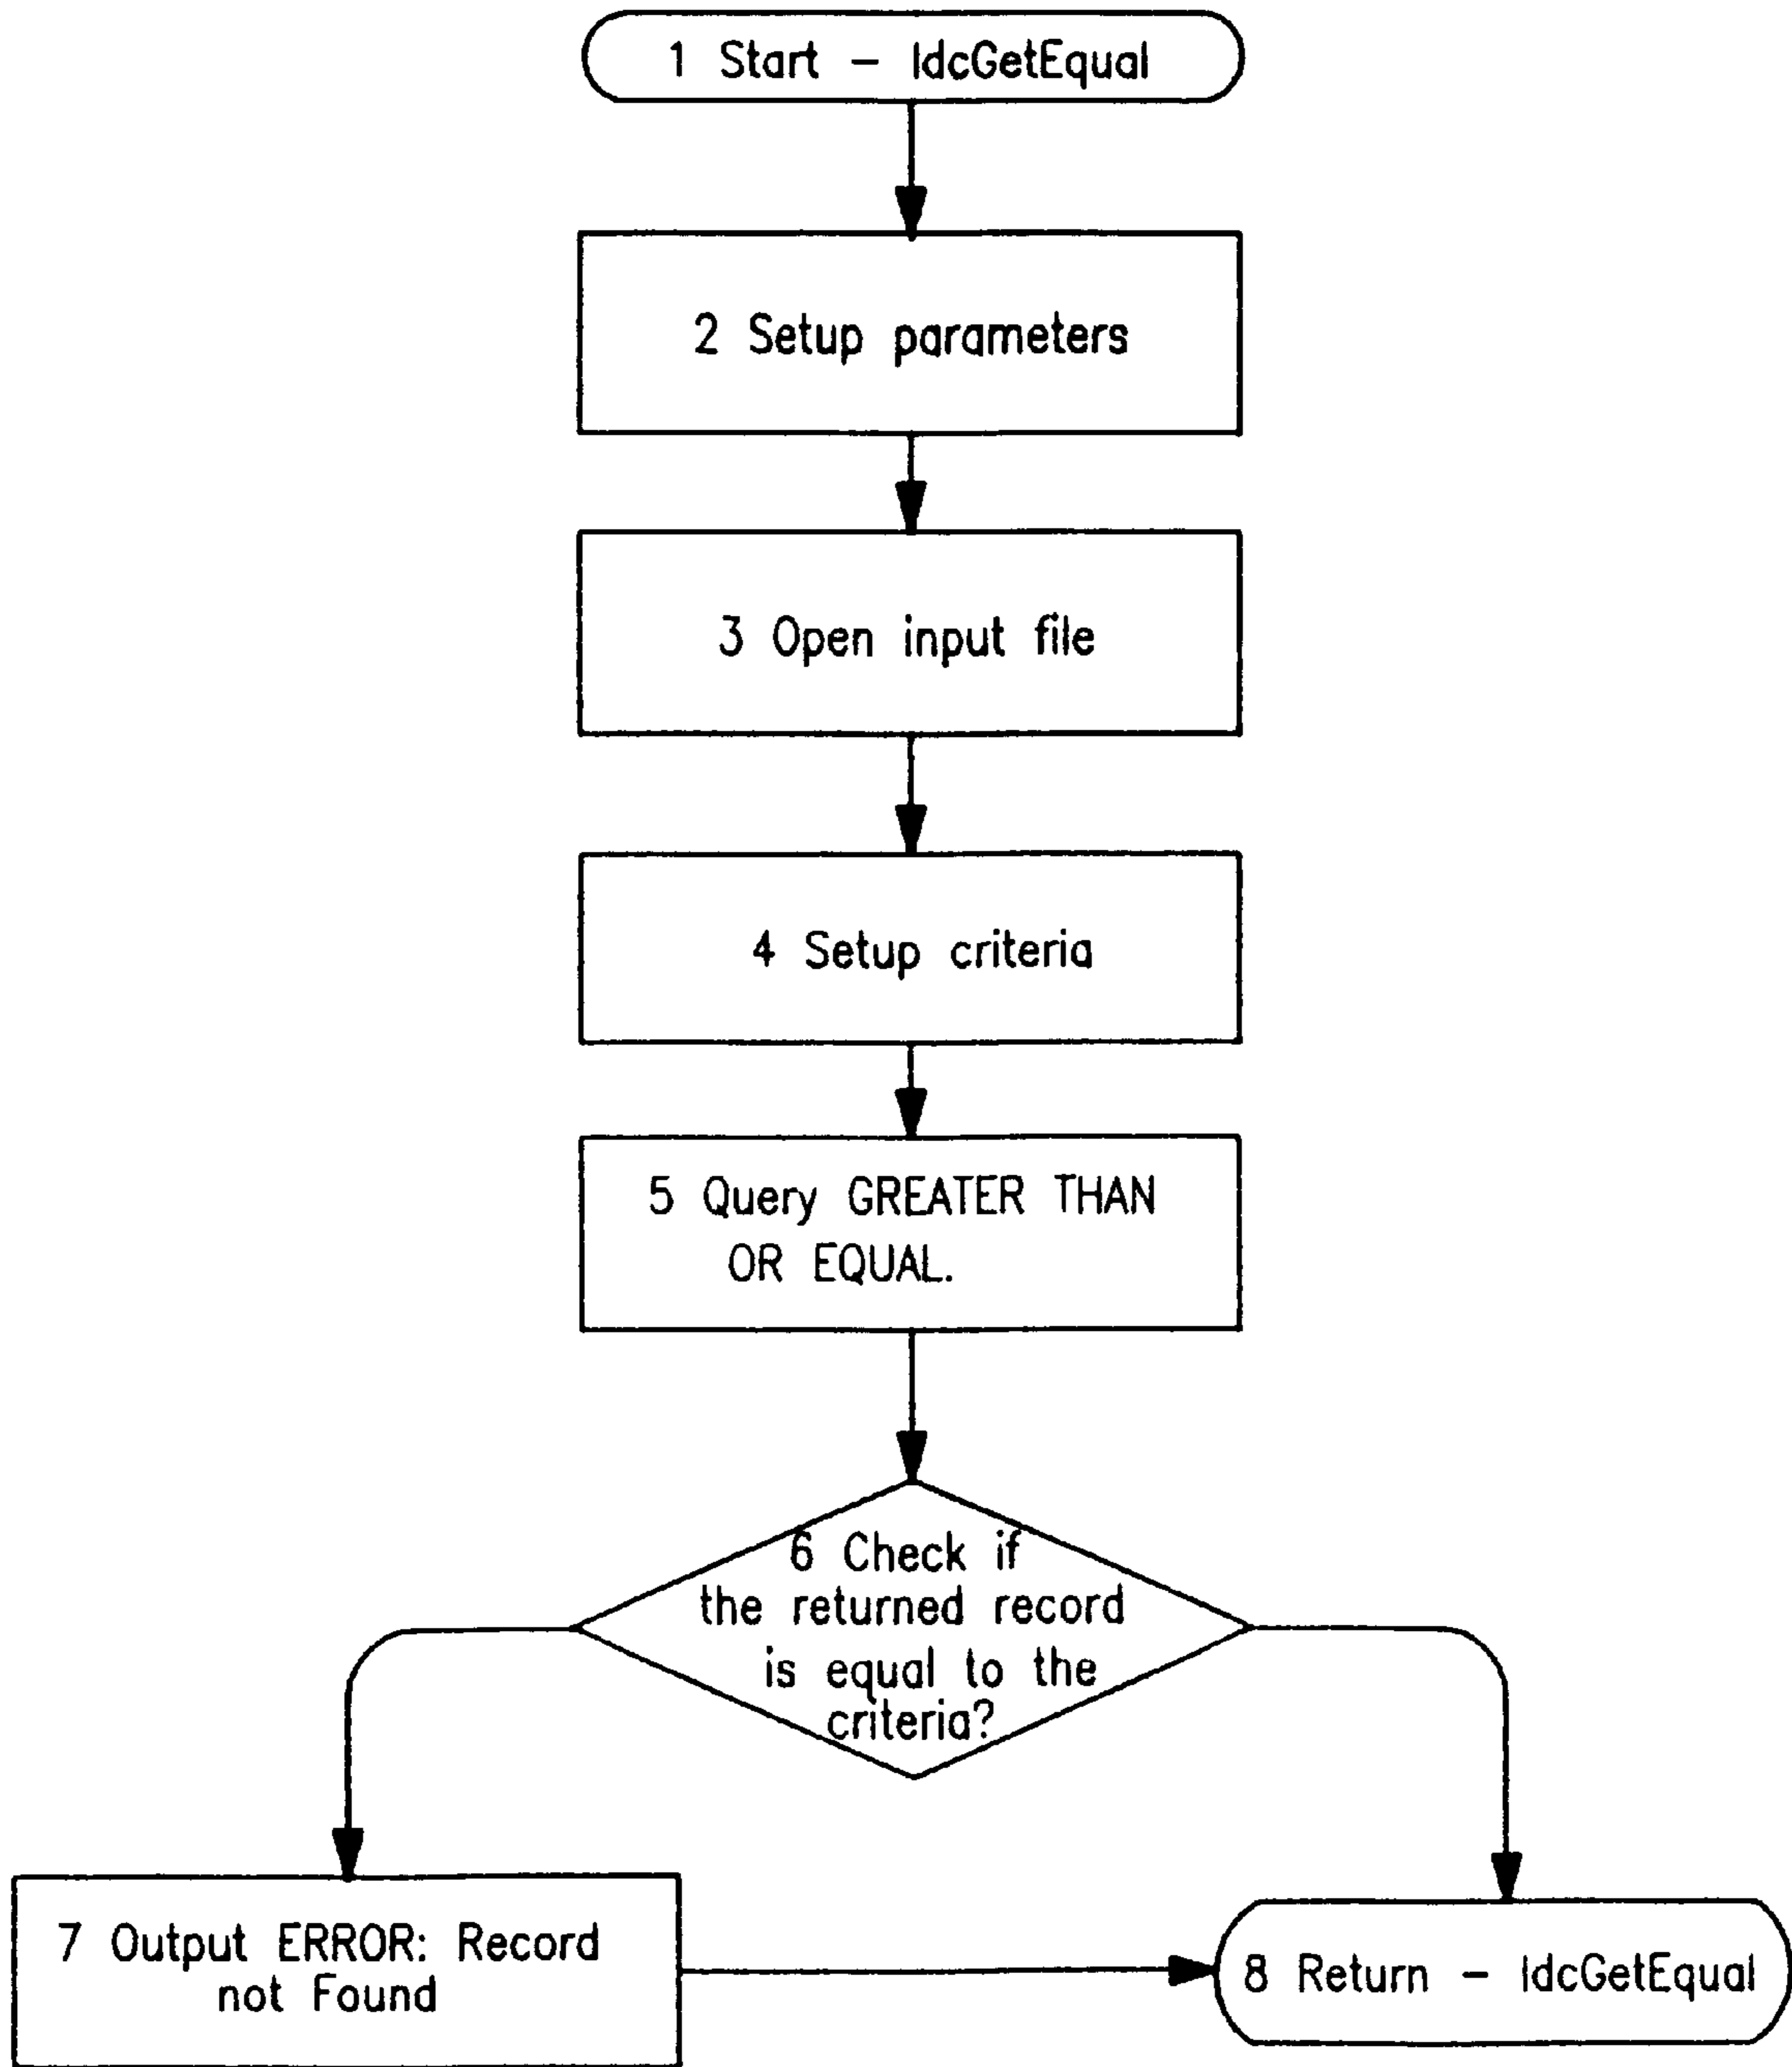 1 Start – IdcGetEqual
2 Setup parameters
3 Open input file
4 Setup criteria
5 Query GREATER THAN
OR EQUAL.
6 Check if
the returned record
is equal to the
criteria?
7 Output ERROR: Record
not Found
8 Return – IdcGetEqual